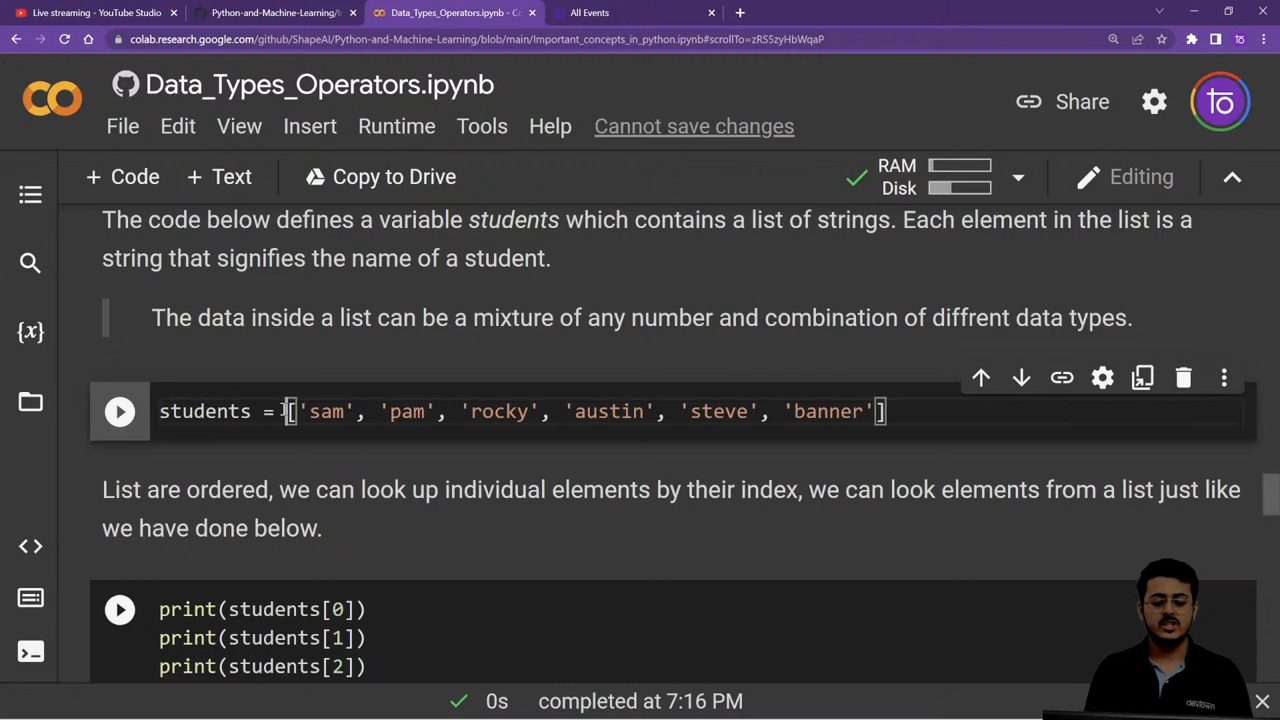 Live streaming - YouTube Studio
Python-and-Machine-Learning/
Data_Types_Operators.ipynb - Co
All Events
colab.research.google.com/github/ShapeAI/Python-and-Machine-Learning/blob/main/Important_concepts_in_python.ipynb#scrollTo=zRS5zyHbWqaP
Data_Types_Operators.ipynb
File Edit View Insert Runtime Tools Help Cannot save changes
Share
+ Code + Text Copy to Drive
RAM
Disk
Editing
The code below defines a variable students which contains a list of strings. Each element in the list is a
string that signifies the name of a student.
The data inside a list can be a mixture of any number and combination of diffrent data types.
students = ['sam', 'pam', 'rocky', 'austin', 'steve', 'banner']
List are ordered, we can look up individual elements by their index, we can look elements from a list just like
we have done below.
print(students[0])
print(students[1])
print(students[2])
0s completed at 7:16 PM
devtown